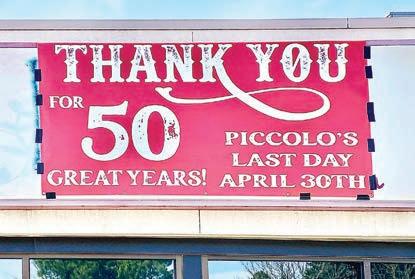 THANK YOU
FOR 50
GREAT YEARS!
PICCOLO'S
LAST DAY
APRIL 30TH